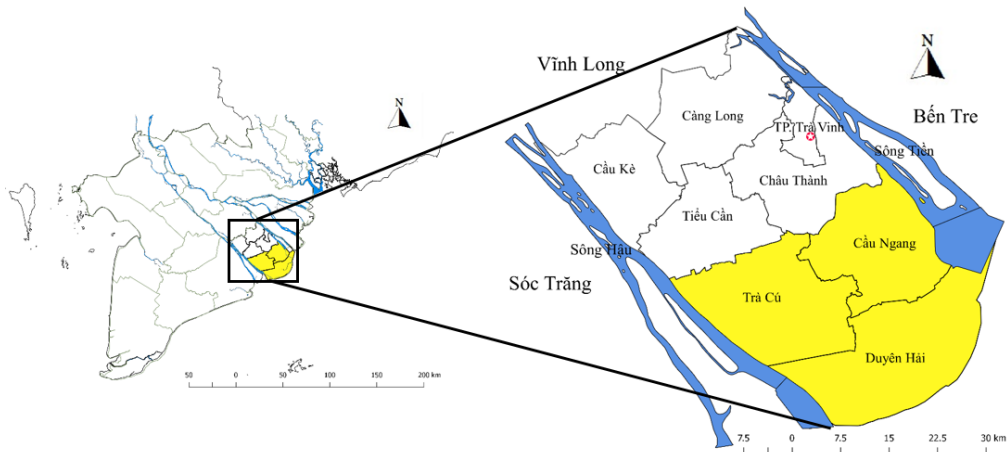 N
50 0 50 100 150 200 km
N
Vĩnh Long
Bến Tre
Càng Long
TP. Trà Vinh
Sông Tiền
Cầu Kè
Châu Thành
Tiểu Cần
Cầu Ngang
Sông Hậu
Sóc Trăng
Trà Cú
Duyên Hải
7.5 0 7.5 15 22.5 30 km